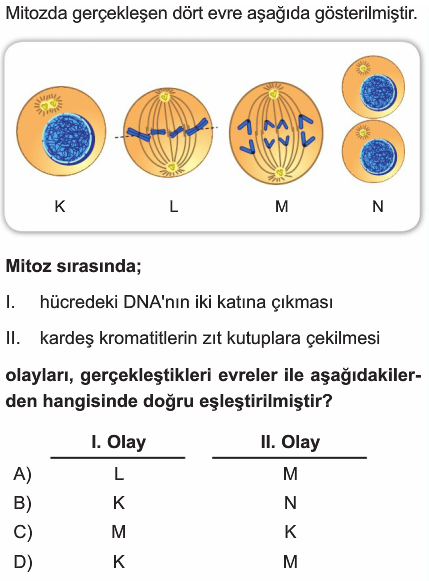 Mitozda gerçekleşen dört evre aşağıda gösterilmiştir.
K L M N
Mitoz sırasında;
I. hücredeki DNA'nın iki katına çıkması
II. kardeş kromatitlerin zıt kutuplara çekilmesi
olayları, gerçekleştikleri evreler ile aşağıdakiler-
den hangisinde doğru eşleştirilmiştir?
I. Olay II. Olay
A) L M
B) K N
C) M K
D) K M